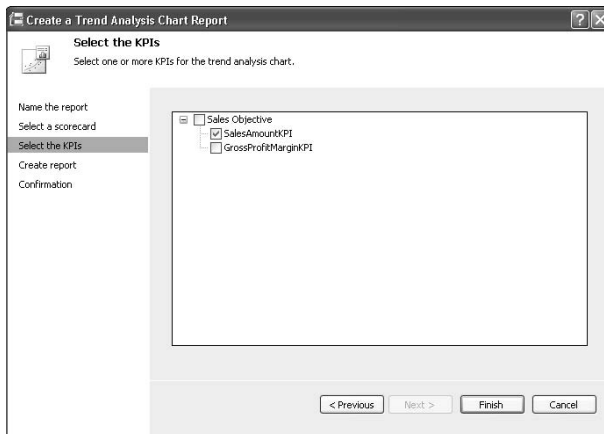 Create a Trend Analysis Chart Report
Select the KPIs
Select one or more KPIs for the trend analysis chart.
Name the report
Select a scorecard
Select the KPIs
Create report
Confirmation
Sales Objective
SalesAmountKPI
GrossProfitMarginKPI
< Previous
Next >
Finish
Cancel